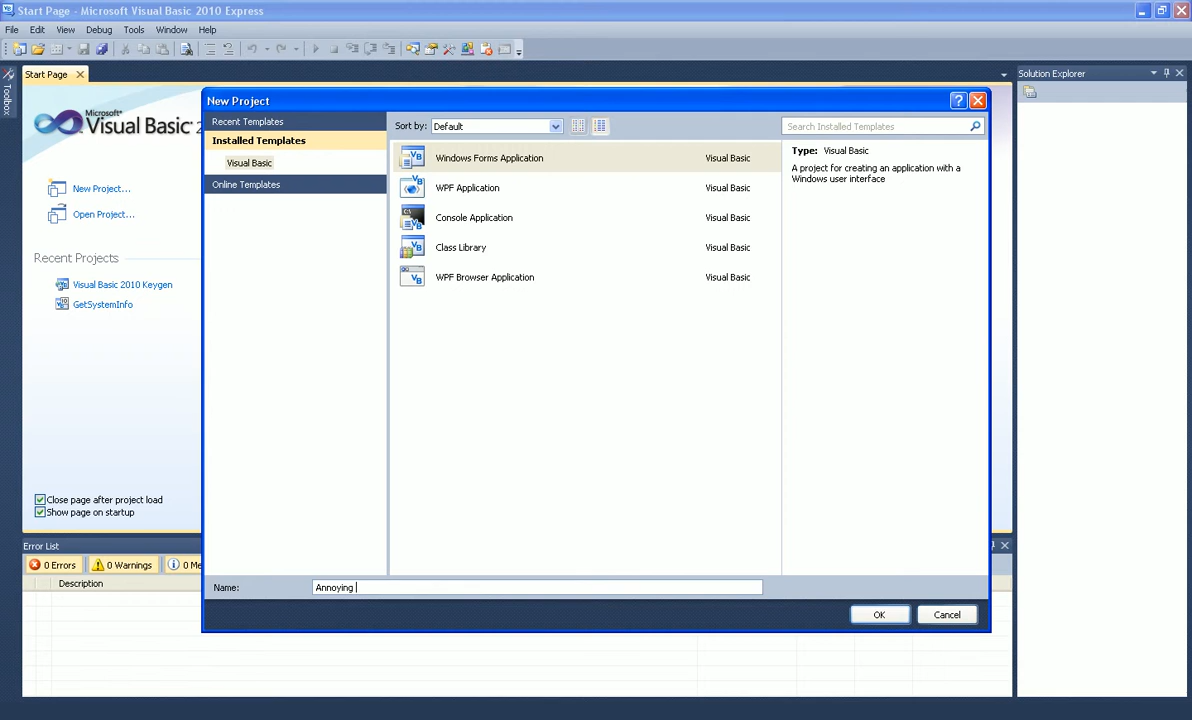 Start Page - Microsoft Visual Basic 2010 Express
File Edit View Debug Tools Window Help
Toolbox
Start Page
Solution Explorer
Microsoft®
Visual Basic® 2
New Project...
Open Project...
Recent Projects
Visual Basic 2010 Keygen
GetSystemInfo
Close page after project load
Show page on startup
New Project
Recent Templates
Installed Templates
Visual Basic
Online Templates
Sort by: Default
Search Installed Templates
Windows Forms Application Visual Basic
WPF Application Visual Basic
Console Application Visual Basic
Class Library Visual Basic
WPF Browser Application Visual Basic
Type: Visual Basic
A project for creating an application with a
Windows user interface
Name: Annoying
OK Cancel
Error List
0 Errors 0 Warnings 0 Me
Description